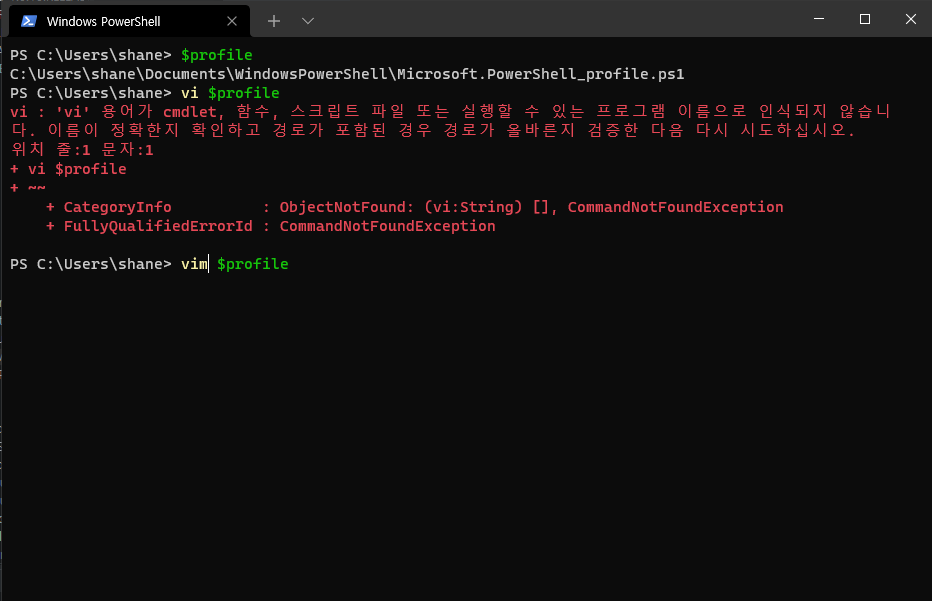 Windows PowerShell
PS C:\Users\shane> $profile
C:\Users\shane\Documents\WindowsPowerShell\Microsoft.PowerShell_profile.ps1
PS C:\Users\shane> vi $profile
vi : 'vi' 용어가 cmdlet, 함수, 스크립트 파일 또는 실행할 수 있는 프로그램 이름으로 인식되지 않습니
다. 이름이 정확한지 확인하고 경로가 포함된 경우 경로가 올바른지 검증한 다음 다시 시도하십시오.
위치 줄:1 문자:1
+ vi $profile
+ ~~
    + CategoryInfo          : ObjectNotFound: (vi:String) [], CommandNotFoundException
    + FullyQualifiedErrorId : CommandNotFoundException
PS C:\Users\shane> vim $profile